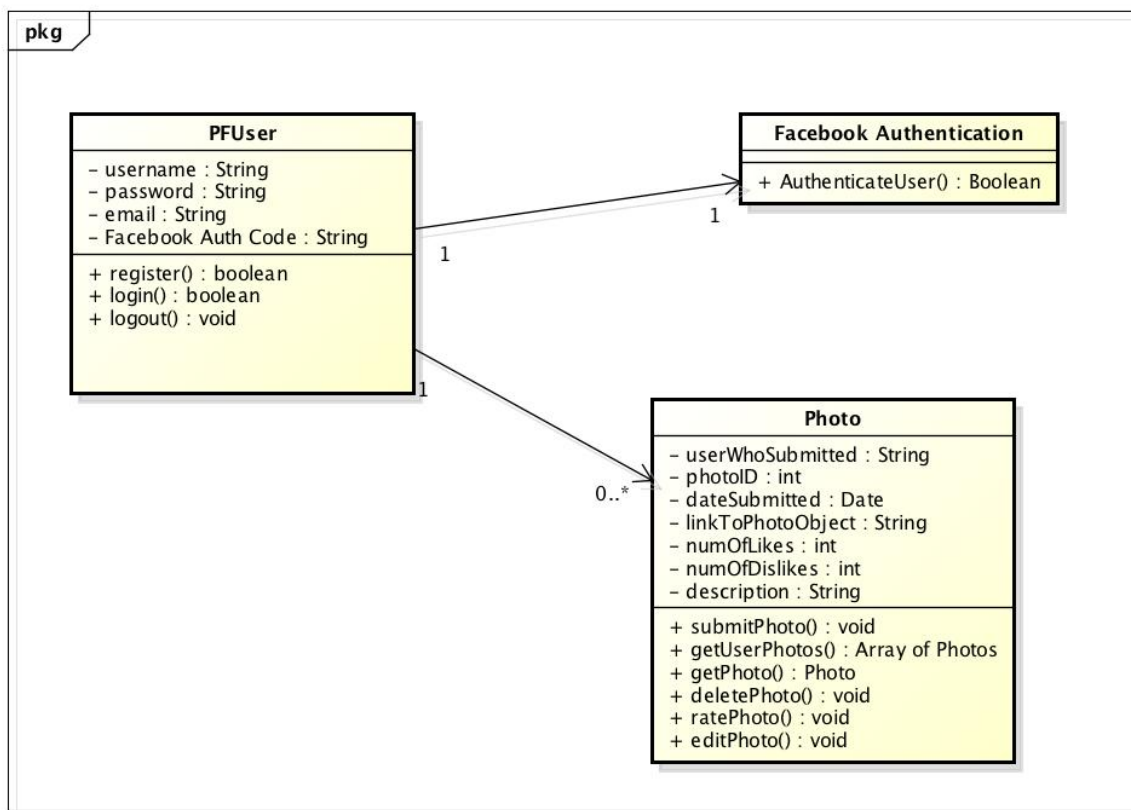 pkg
PFUser
- username : String
- password : String
- email : String
- Facebook Auth Code : String
+ register() : boolean
+ login() : boolean
+ logout() : void
Facebook Authentication
+ AuthenticateUser() : Boolean
1
1
1
0..*
Photo
- userWhoSubmitted : String
- photoID : int
- dateSubmitted : Date
- linkToPhotoObject : String
- numOfLikes : int
- numOfDislikes : int
- description : String
+ submitPhoto() : void
+ getUserPhotos() : Array of Photos
+ getPhoto() : Photo
+ deletePhoto() : void
+ ratePhoto() : void
+ editPhoto() : void